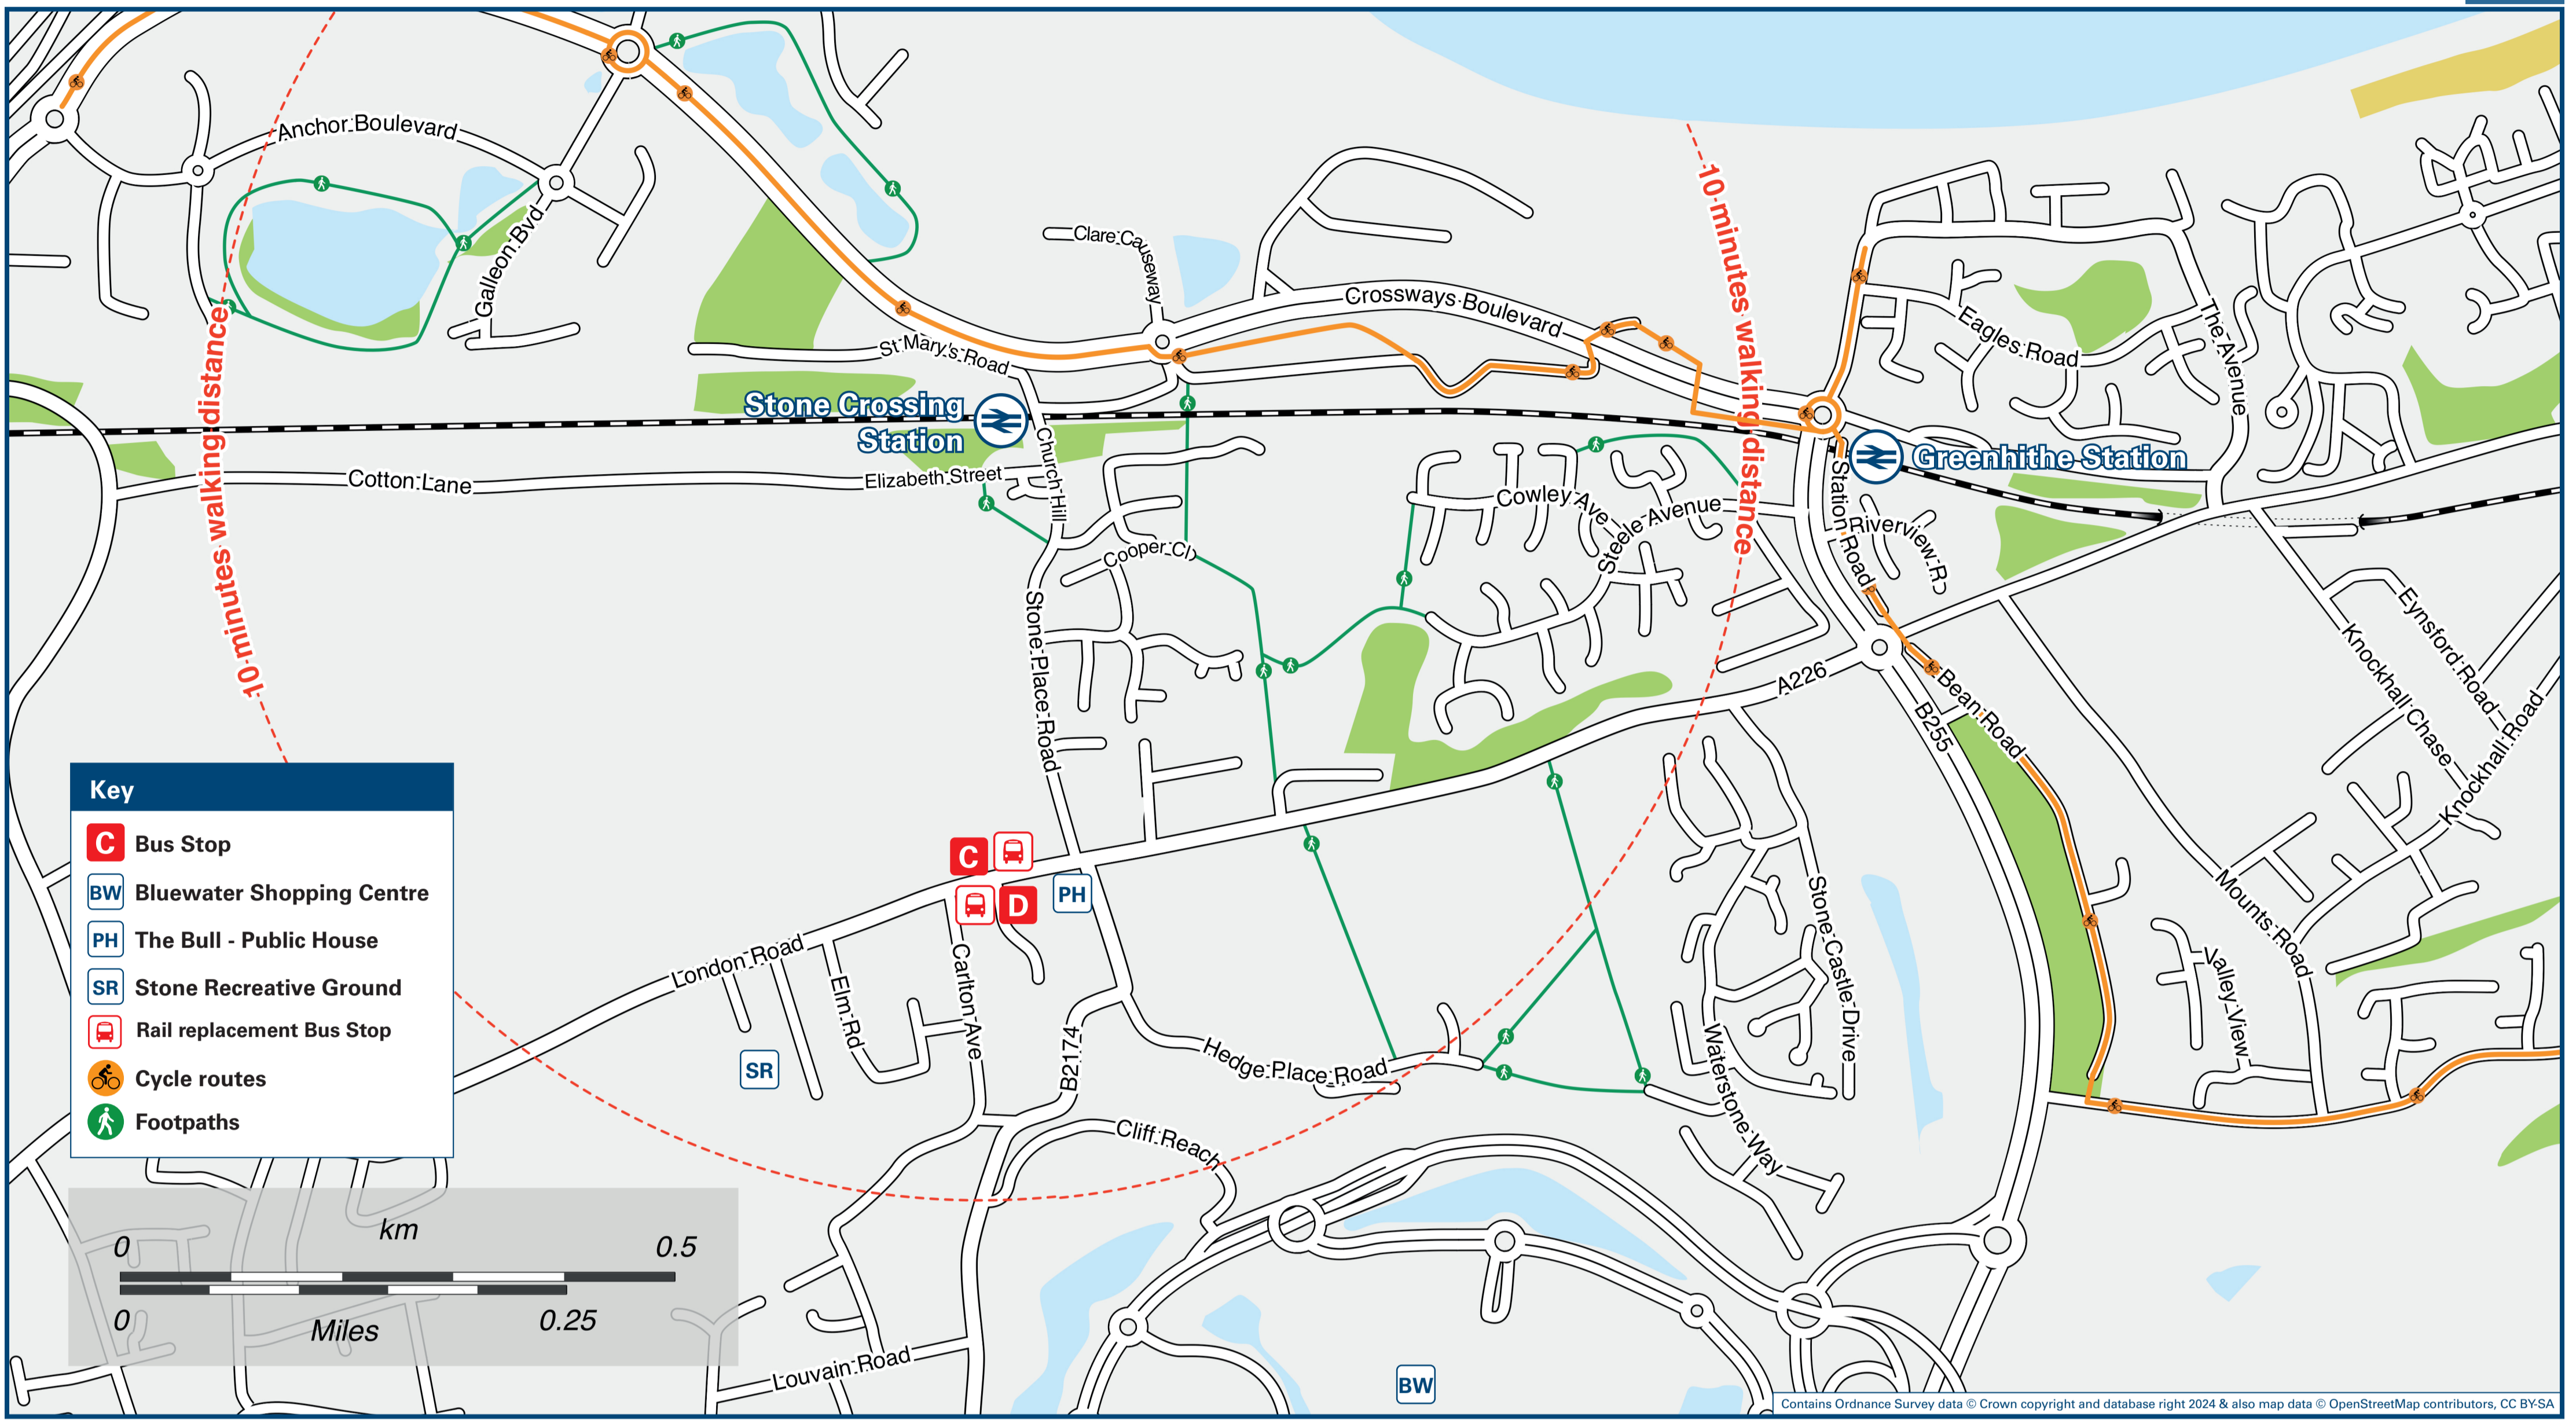 Anchor Boulevard
Galleon Bvd
Clare Causeway
Crossways Boulevard
St Mary's Road
10 minutes walking distance
10 minutes walking distance
Eagles Road
The Avenue
Stone Crossing
Station
Greenhithe Station
Cotton Lane
Elizabeth Street
Church Hill
Cooper Cl
Cowley Ave
Steele Avenue
Station Road
Riverview R
Stone Place Road
A226
B255
Bean Road
Eynsford Road
Knockhall Chase
Knockhall Road
Key
C Bus Stop
BW Bluewater Shopping Centre
PH The Bull - Public House
SR Stone Recreative Ground
Rail replacement Bus Stop
Cycle routes
Footpaths
C
D
PH
London Road
Elm Rd
Carlton Ave
SR
B2174
Hedge Place Road
Cliff Reach
Stone Castle Drive
Waterstone Way
Mounts Road
Valley View
Louvain Road
BW
km
0 0.5
0 0.25
Miles
Contains Ordnance Survey data © Crown copyright and database right 2024 & also map data © OpenStreetMap contributors, CC BY-SA